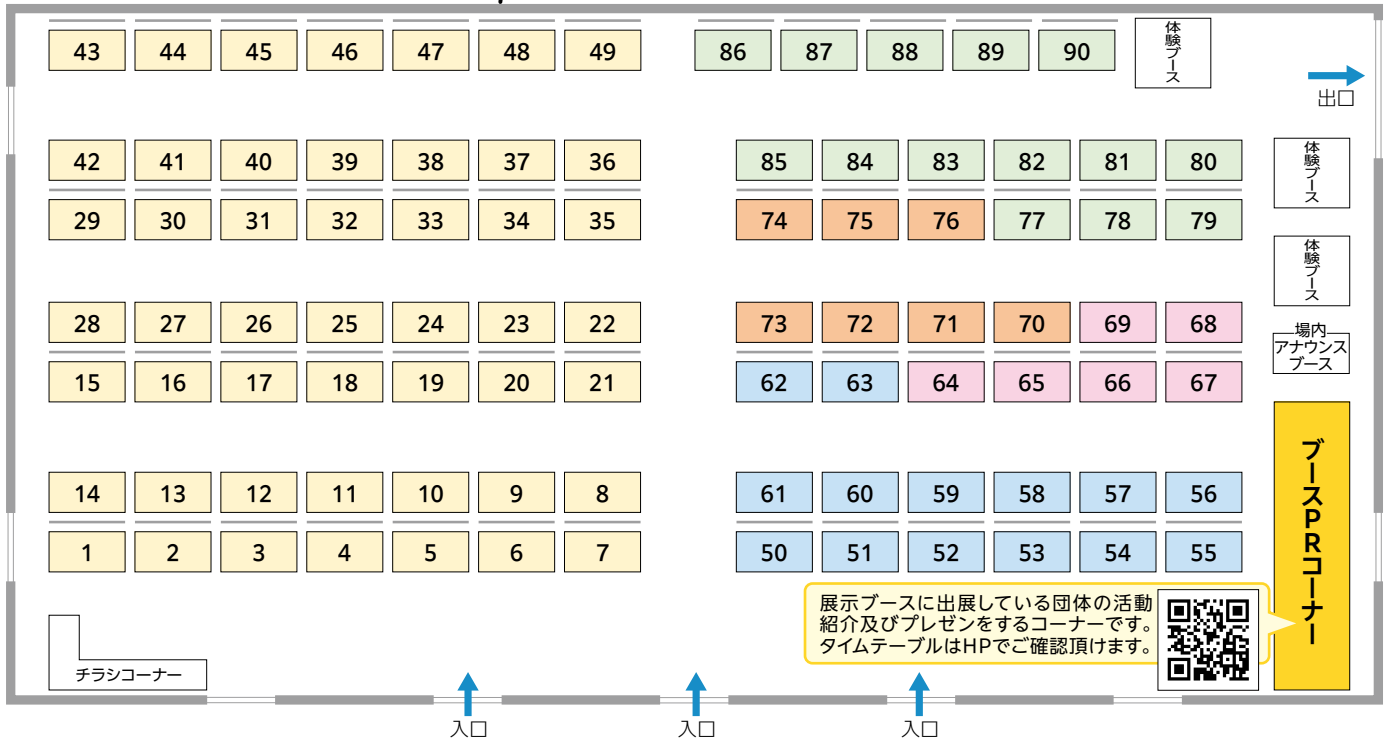 43 44 45 46 47 48 49 86 87 88 89 90 体験ブース
出口
42 41 40 39 38 37 36 85 84 83 82 81 80 体験ブース
29 30 31 32 33 34 35 74 75 76 77 78 79
体験ブース
28 27 26 25 24 23 22 73 72 71 70 69 68
場内
アナウンス
ブース
15 16 17 18 19 20 21 62 63 64 65 66 67
ブースPRコーナー
14 13 12 11 10 9 8 61 60 59 58 57 56
1 2 3 4 5 6 7 50 51 52 53 54 55
展示ブースに出展している団体の活動
紹介及びプレゼンをするコーナーです。
タイムテーブルはHPでご確認頂けます。
チラシコーナー
入口 入口 入口